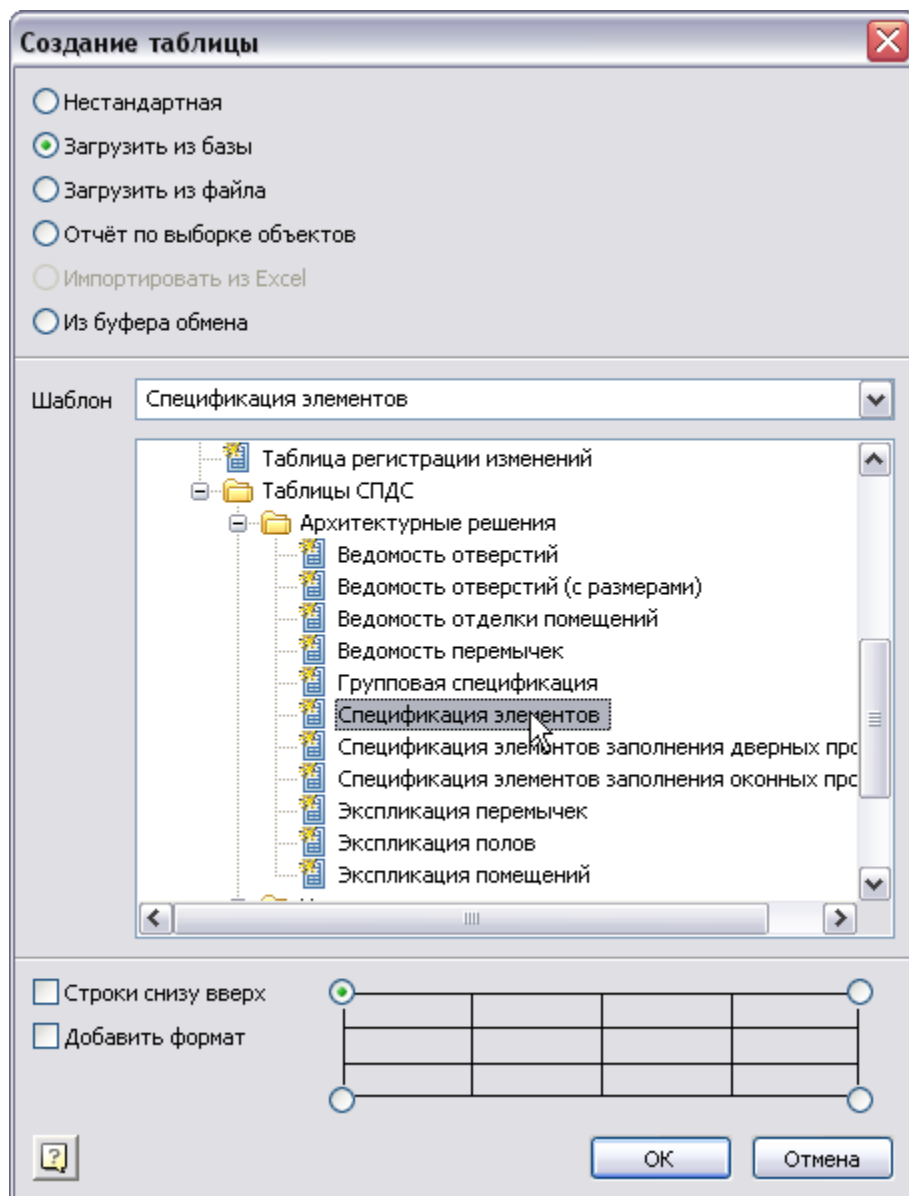 Создание таблицы
Нестандартная
Загрузить из базы
Загрузить из файла
Отчёт по выборке объектов
Импортировать из Excel
Из буфера обмена
Шаблон Спецификация элементов
Таблица регистрации изменений
Таблицы СПДС
Архитектурные решения
Ведомость отверстий
Ведомость отверстий (с размерами)
Ведомость отделки помещений
Ведомость перемычек
Групповая спецификация
Спецификация элементов
Спецификация элементов заполнения дверных про
Спецификация элементов заполнения оконных про
Экспликация перемычек
Экспликация полов
Экспликация помещений
Строки снизу вверх
Добавить формат
?
ОК Отмена